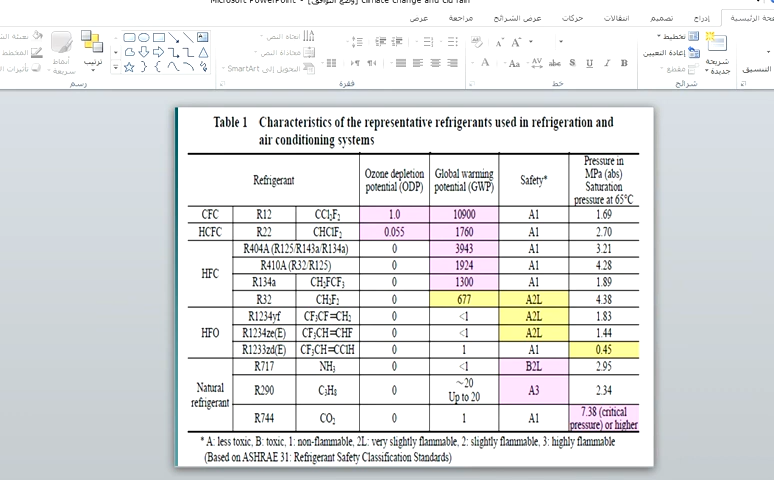 Microsoft PowerPoint [وضع التوافق] climate change and cld rain
الصفحة الرئيسية إدراج تصميم انتقالات حركات عرض الشرائح مراجعة عرض
تخطيط
إعادة التعيين
مقطع
شريحة
جديدة
التنسيق
اتجاه النص
محاذاة النص
التحويل إلى SmartArt
ترتيب
أنماط
سريعة
A A
A Aa AV abc S U I B
شرائح
خط
فقرة
رسم
Table 1 Characteristics of the representative refrigerants used in refrigeration and
air conditioning systems
Refrigerant Ozone depletion potential (ODP) Global warming potential (GWP) Safety* Pressure in MPa (abs) Saturation pressure at 65°C
CFC R12 CCl₂F₂ 1.0 10900 A1 1.69
HCFC R22 CHClF₂ 0.055 1760 A1 2.70
HFC R404A (R125/R143a/R134a) 0 3943 A1 3.21
R410A (R32/R125) 0 1924 A1 4.28
R134a CH₂FCF₃ 0 1300 A1 1.89
R32 CH₂F₂ 0 677 A2L 4.38
HFO R1234yf CF₃CF=CH₂ 0 <1 A2L 1.83
R1234ze(E) CF₃CH=CHF 0 <1 A2L 1.44
R1233zd(E) CF₃CH=CClH 0 1 A1 0.45
Natural refrigerant R717 NH₃ 0 <1 B2L 2.95
R290 C₃H₈ 0 ~20 Up to 20 A3 2.34
R744 CO₂ 0 1 A1 7.38 (critical pressure) or higher
* A: less toxic, B: toxic, 1: non-flammable, 2L: very slightly flammable, 2: slightly flammable, 3: highly flammable
(Based on ASHRAE 31: Refrigerant Safety Classification Standards)